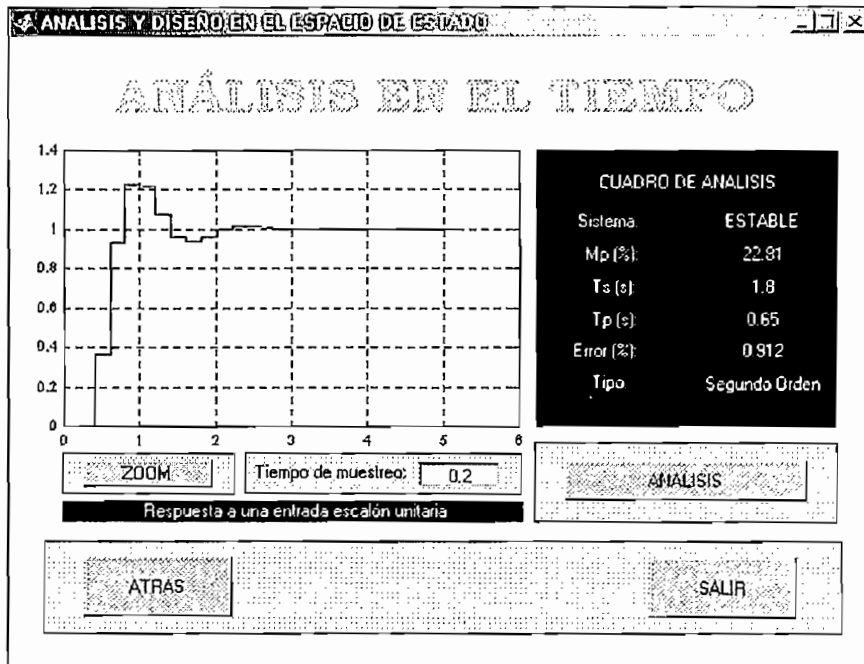 ANALISIS Y DISEÑO EN EL ESPACIO DE ESTADO
ANÁLISIS EN EL TIEMPO
1.4
1.2
1
0.8
0.6
0.4
0.2
0
0 1 2 3 4 5 6
CUADRO DE ANALISIS
Sistema: ESTABLE
Mp (%): 22.81
Ts (s): 1.8
Tp (s): 0.65
Error (%): 0.912
Tipo Segundo Orden
ZOOM
Tiempo de muestreo: 0.2
ANALISIS
Respuesta a una entrada escalón unitaria
ATRAS
SALIR